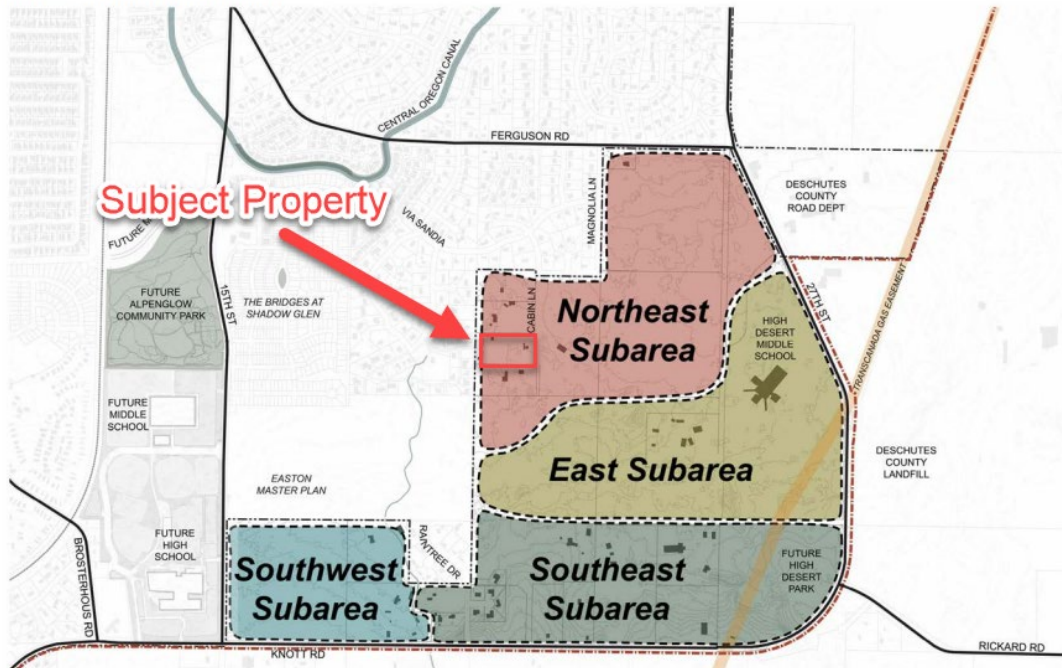 CENTRAL OREGON CANAL
FERGUSON RD
Subject Property
FUTURE M
VIA SANDIA
MAGNOLIA LN
DESCHUTES
COUNTY
ROAD DEPT
FUTURE
ALPENGLOW
COMMUNITY PARK
15TH ST
THE BRIDGES AT
SHADOW GLEN
CABIN LN
Northeast
Subarea
27TH ST
HIGH
DESERT
MIDDLE
SCHOOL
TRANSCANADA GAS EASEMENT
FUTURE
MIDDLE
SCHOOL
East Subarea
DESCHUTES
COUNTY
LANDFILL
EASTON
MASTER PLAN
BROSTERHOUS RD
FUTURE
HIGH
SCHOOL
RAINTREE DR
Southwest
Subarea
Southeast
Subarea
FUTURE
HIGH DESERT
PARK
KNOTT RD
RICKARD RD